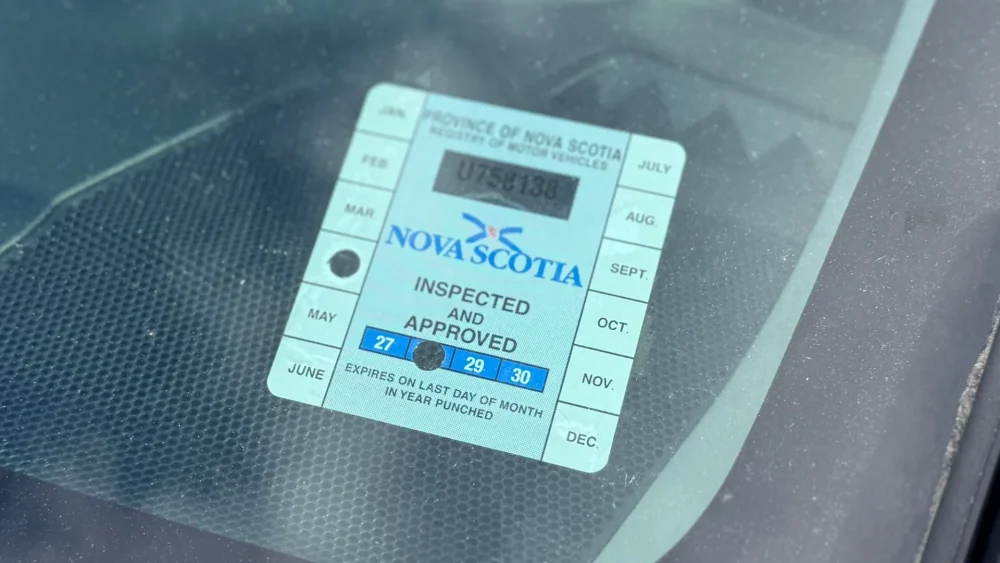 JAN.
FEB.
MAR.
MAY
JUNE
PROVINCE OF NOVA SCOTIA
REGISTRY OF MOTOR VEHICLES
U758138
NOVA SCOTIA
INSPECTED
AND
APPROVED
27 29 30
EXPIRES ON LAST DAY OF MONTH
IN YEAR PUNCHED
JULY
AUG.
SEPT.
OCT.
NOV.
DEC.